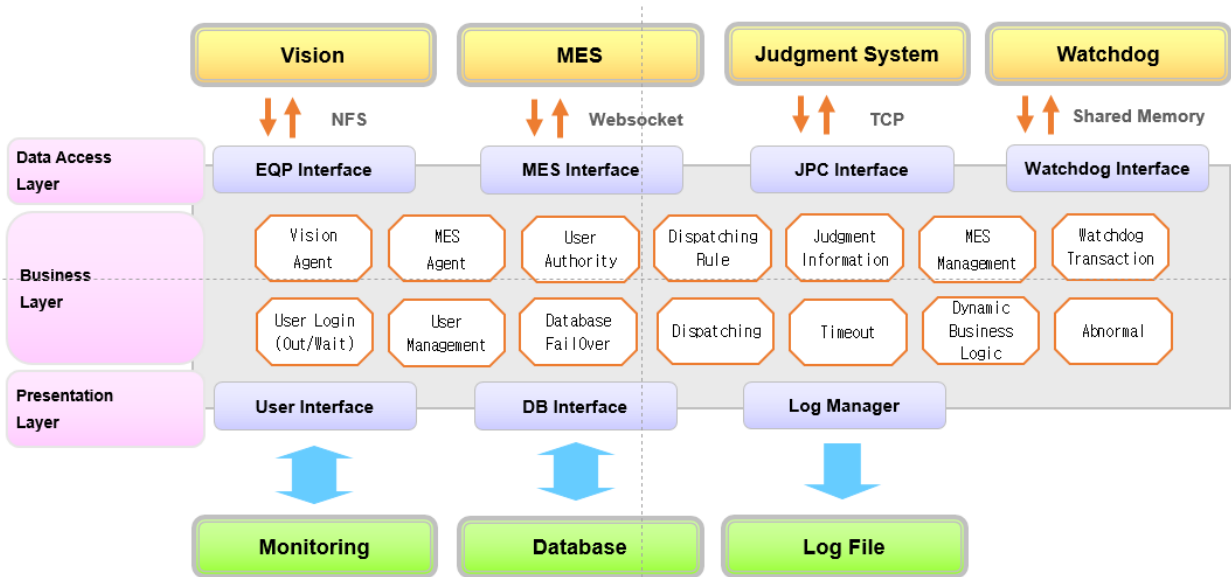 Vision
MES
Judgment System
Watchdog
NFS
Websocket
TCP
Shared Memory
Data Access
Layer
EQP Interface
MES Interface
JPC Interface
Watchdog Interface
Business
Layer
Vision
Agent
MES
Agent
User
Authority
Dispatching
Rule
Judgment
Information
MES
Management
Watchdog
Transaction
User Login
(Out/Wait)
User
Management
Database
FailOver
Dispatching
Timeout
Dynamic
Business
Logic
Abnormal
Presentation
Layer
User Interface
DB Interface
Log Manager
Monitoring
Database
Log File